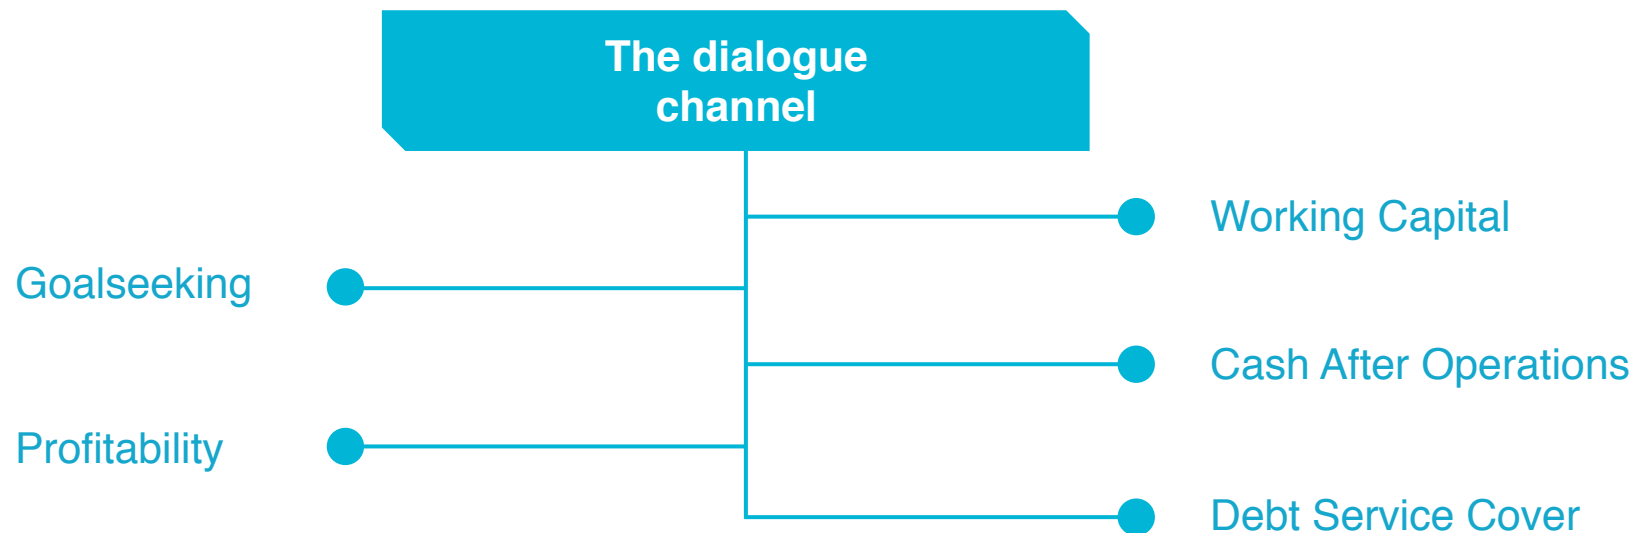 The dialogue
channel
Working Capital
Goalseeking
Cash After Operations
Profitability
Debt Service Cover